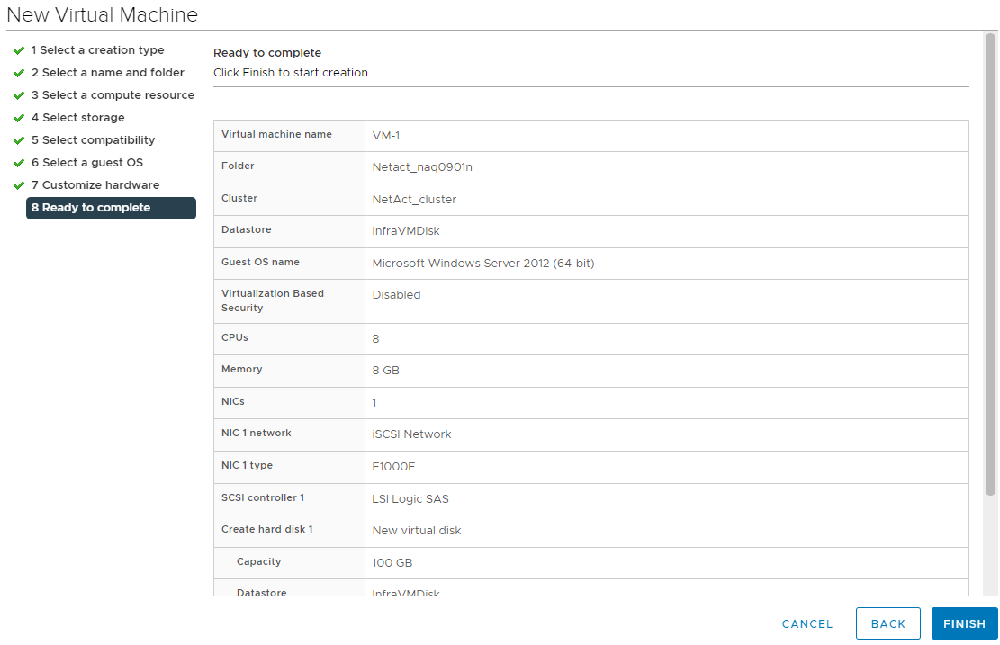 New Virtual Machine
1 Select a creation type
2 Select a name and folder
3 Select a compute resource
4 Select storage
5 Select compatibility
6 Select a guest OS
7 Customize hardware
8 Ready to complete
Ready to complete
Click Finish to start creation.
Virtual machine name VM-1
Folder Netact_naq0901n
Cluster NetAct_cluster
Datastore InfraVMDisk
Guest OS name Microsoft Windows Server 2012 (64-bit)
Virtualization Based Disabled
Security
CPUs 8
Memory 8 GB
NICs 1
NIC 1 network iSCSI Network
NIC 1 type E1000E
SCSI controller 1 LSI Logic SAS
Create hard disk 1 New virtual disk
Capacity 100 GB
Datastore InfraVMDisk
CANCEL BACK FINISH